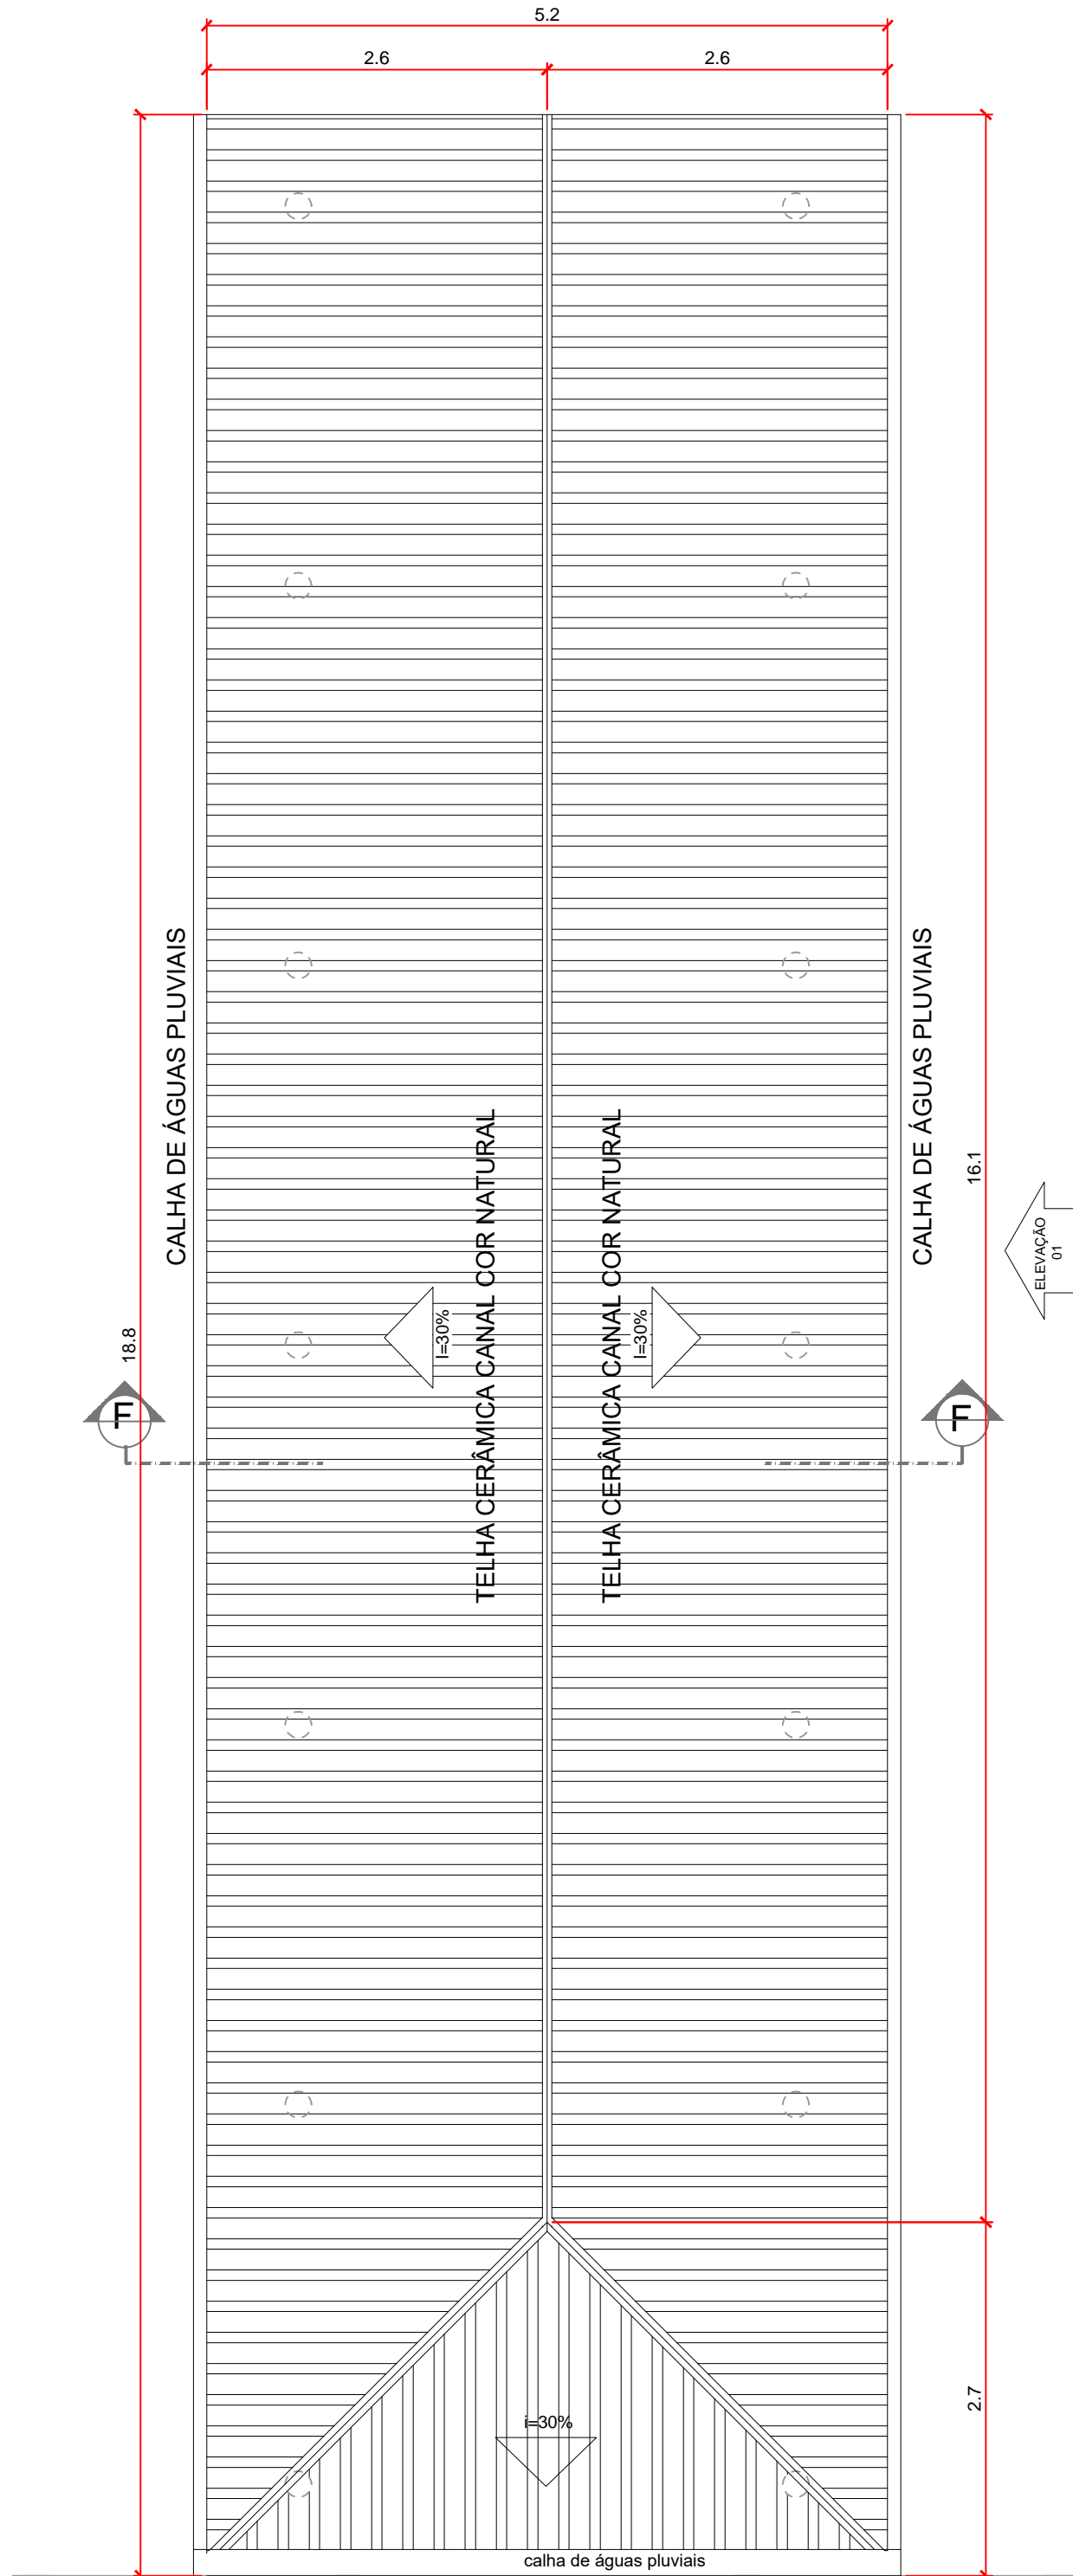 5.2
2.6
2.6
CALHA DE ÁGUAS PLUVIAIS
CALHA DE ÁGUAS PLUVIAIS
TELHA CERÂMICA CANAL COR NATURAL
TELHA CERÂMICA CANAL COR NATURAL
16.1
ELEVAÇÃO
01
18.8
I=30%
I=30%
F
F
2.7
i=30%
calha de águas pluviais